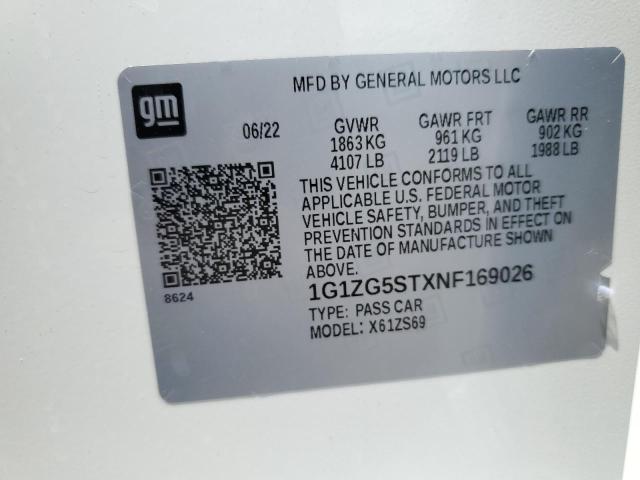 MFD BY GENERAL MOTORS LLC
gm
06/22 GVWR GAWR FRT GAWR RR
1863 KG 961 KG 902 KG
4107 LB 2119 LB 1988 LB
THIS VEHICLE CONFORMS TO ALL
APPLICABLE U.S. FEDERAL MOTOR
VEHICLE SAFETY, BUMPER, AND THEFT
PREVENTION STANDARDS IN EFFECT ON
THE DATE OF MANUFACTURE SHOWN
ABOVE.
8624
1G1ZG5STXNF169026
TYPE: PASS CAR
MODEL: X61ZS69